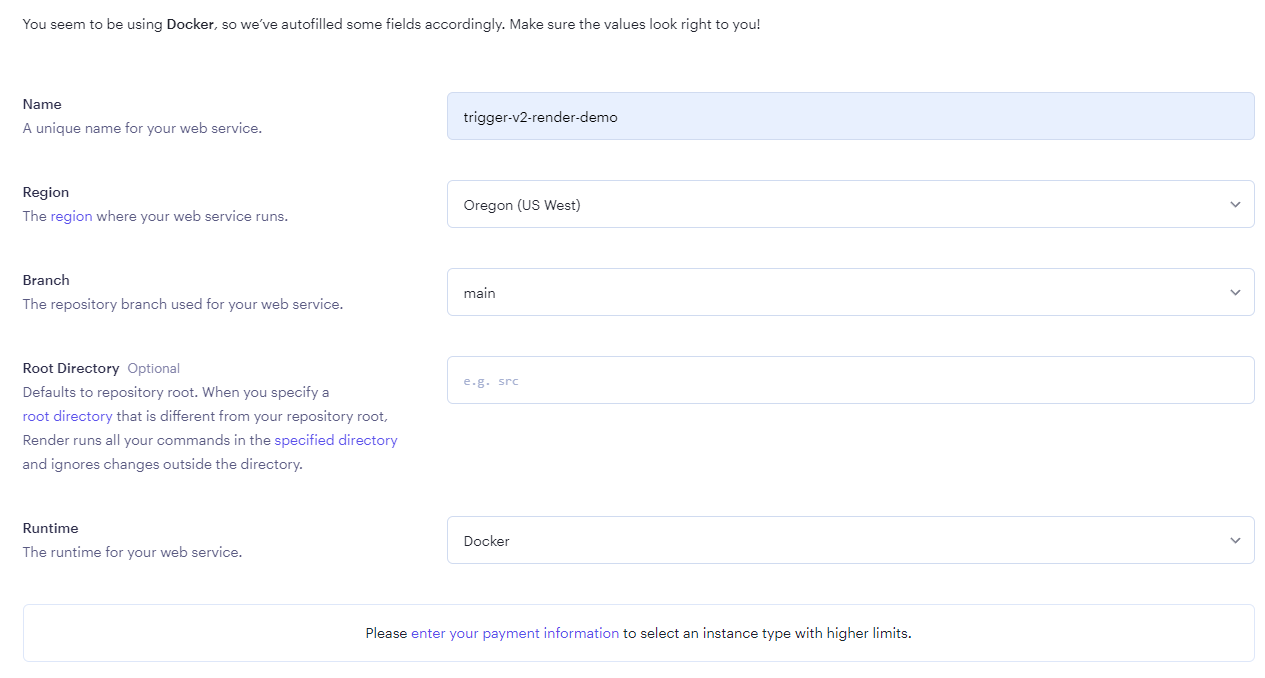 You seem to be using Docker, so we've autofilled some fields accordingly. Make sure the values look right to you!
Name
A unique name for your web service.
trigger-v2-render-demo
Region
The region where your web service runs.
Oregon (US West)
Branch
The repository branch used for your web service.
main
Root Directory Optional
Defaults to repository root. When you specify a
root directory that is different from your repository root,
Render runs all your commands in the specified directory
and ignores changes outside the directory.
e.g. src
Runtime
The runtime for your web service.
Docker
Please enter your payment information to select an instance type with higher limits.